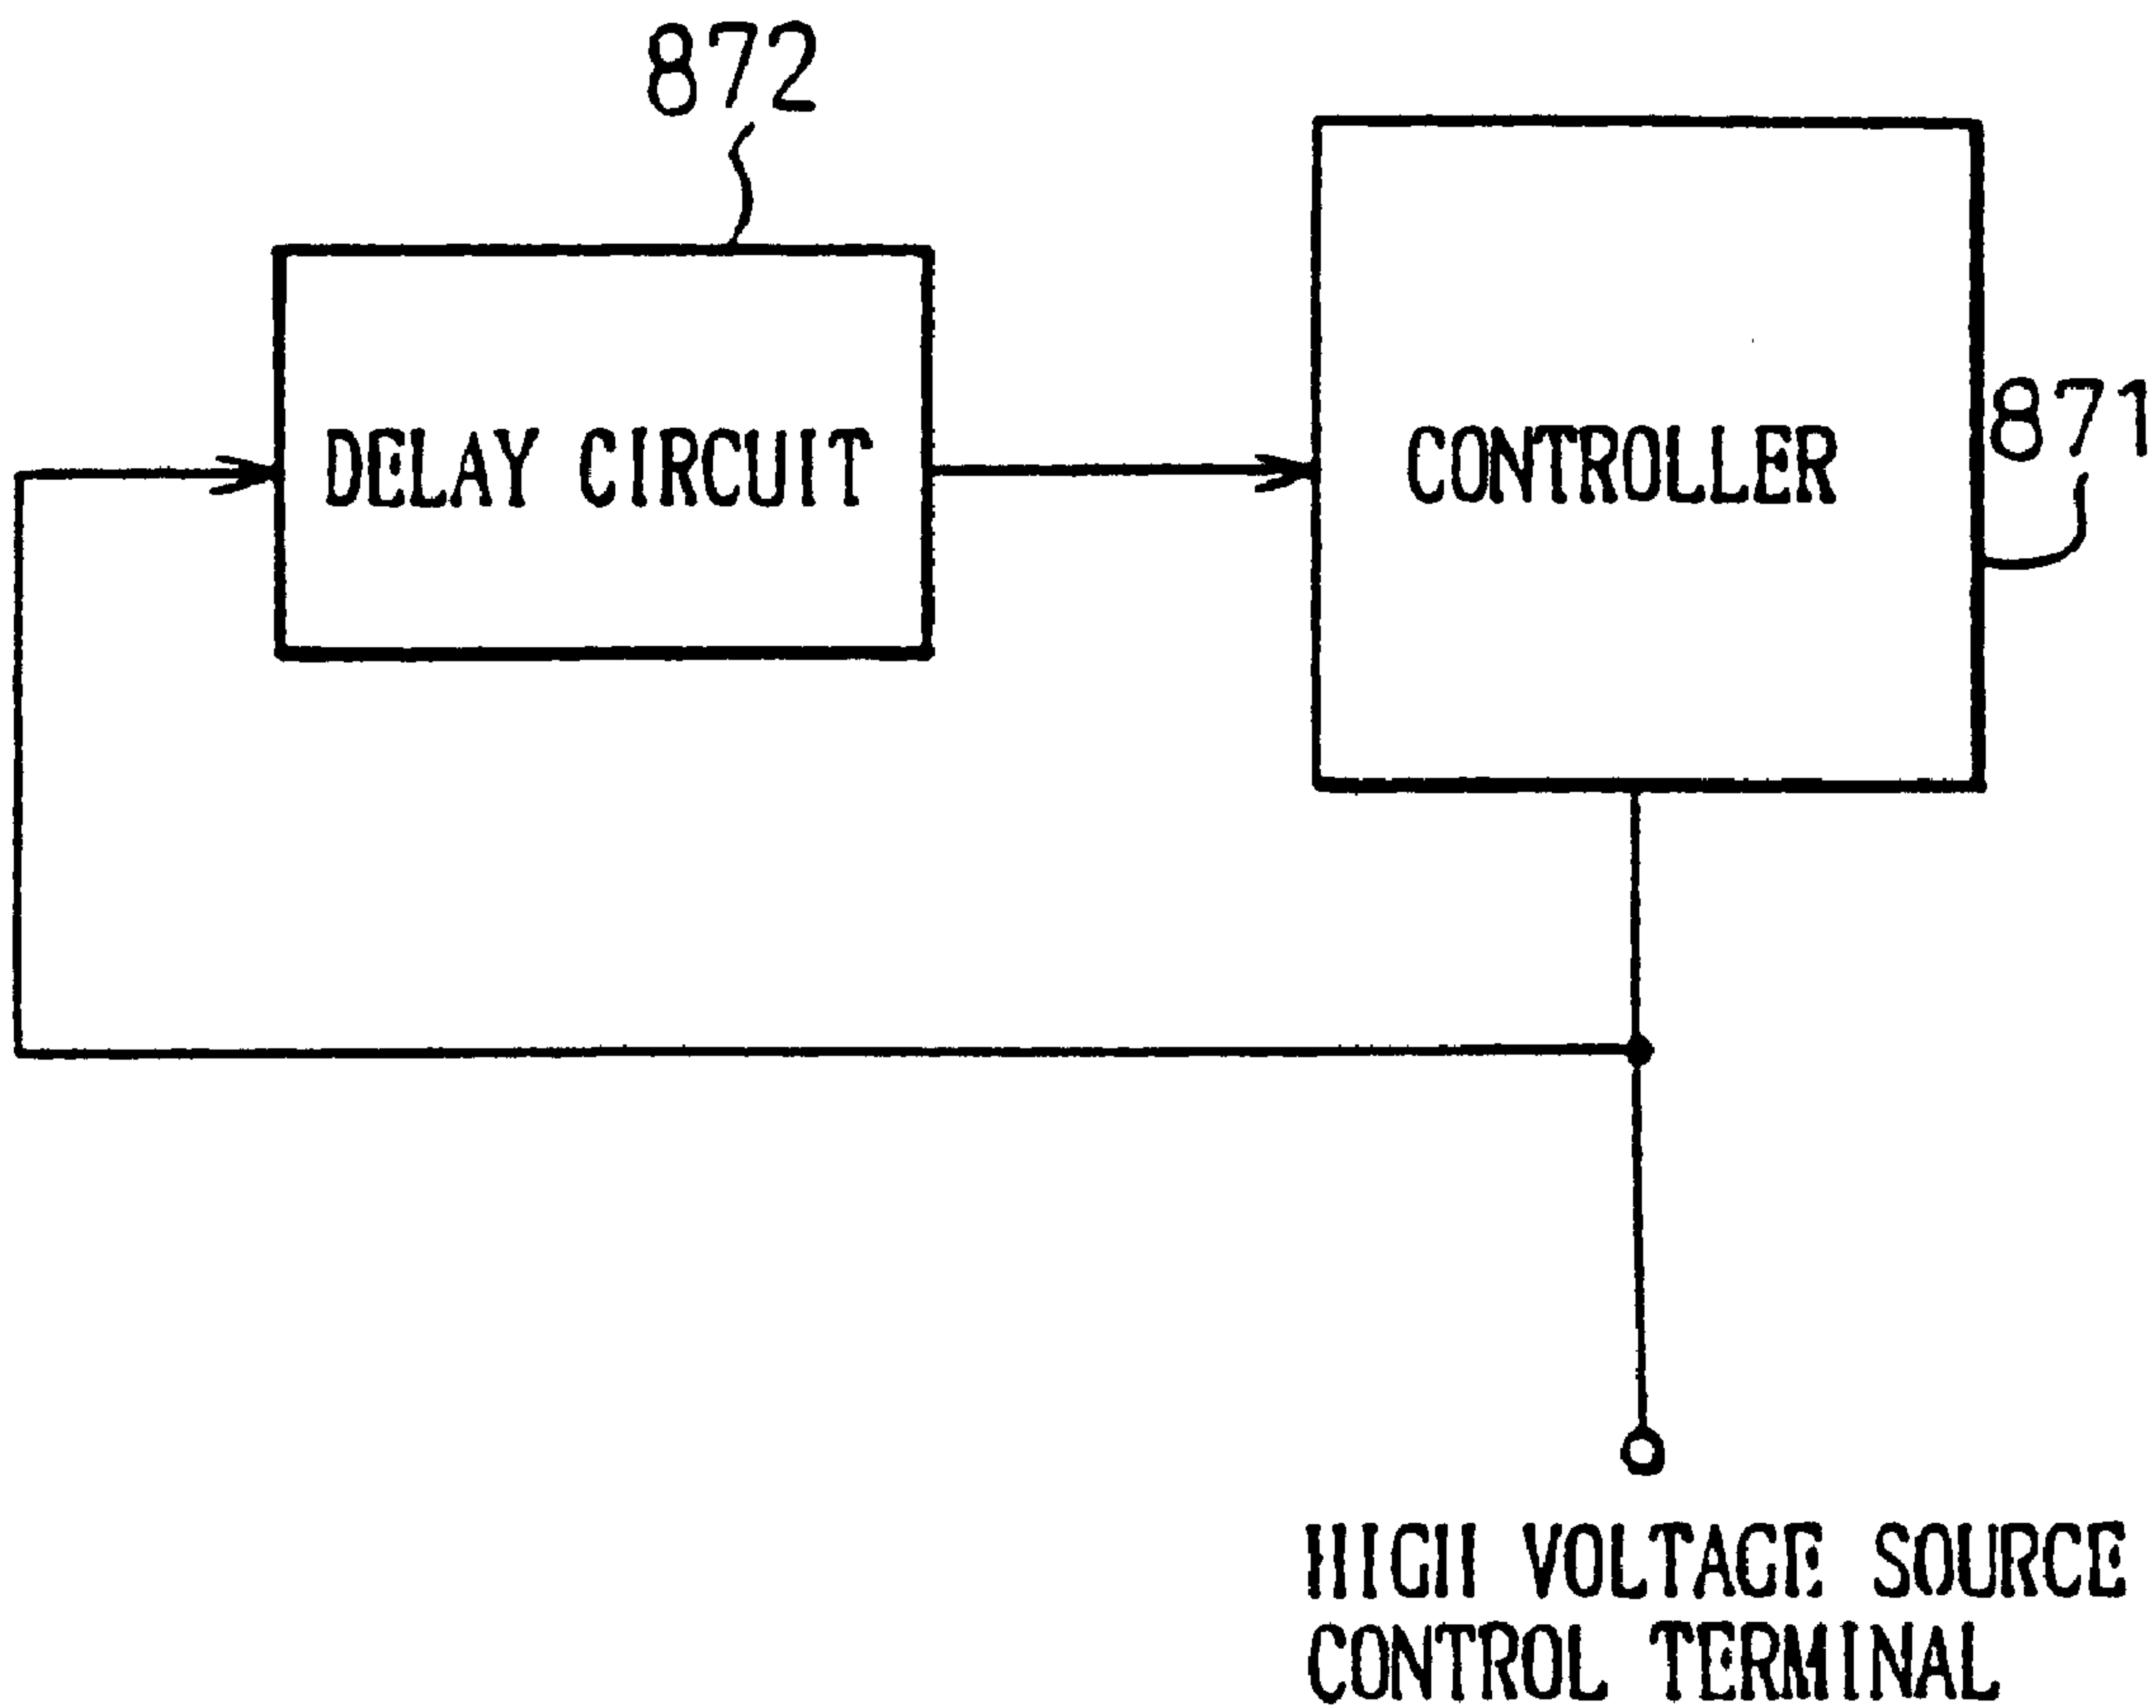 872
DELAY CIRCUIT
CONTROLLER
871
HIGH VOLTAGE SOURCE
CONTROL TERMINAL